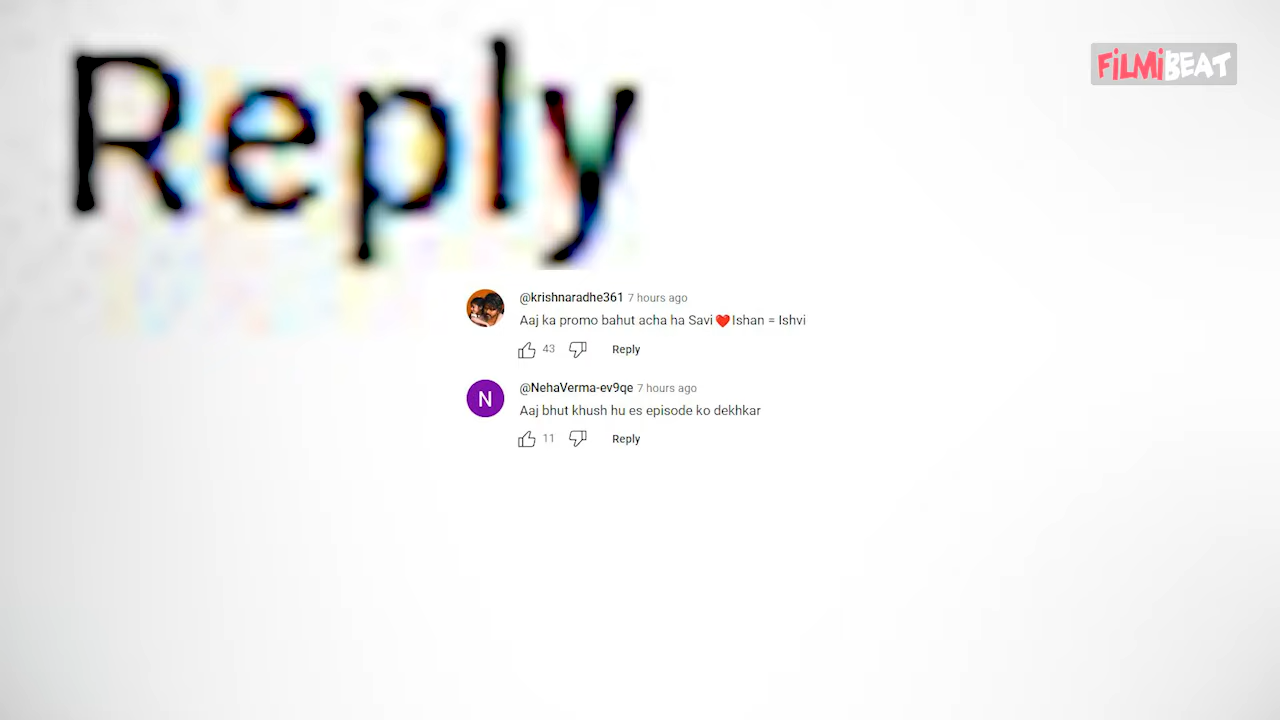 Reply
FiLMiBEAT
@krishnaradhe361 7 hours ago
Aaj ka promo bahut acha ha Savi❤️Ishan = Ishvi
43 Reply
N
@NehaVerma-ev9qe 7 hours ago
Aaj bhut khush hu es episode ko dekhkar
11 Reply